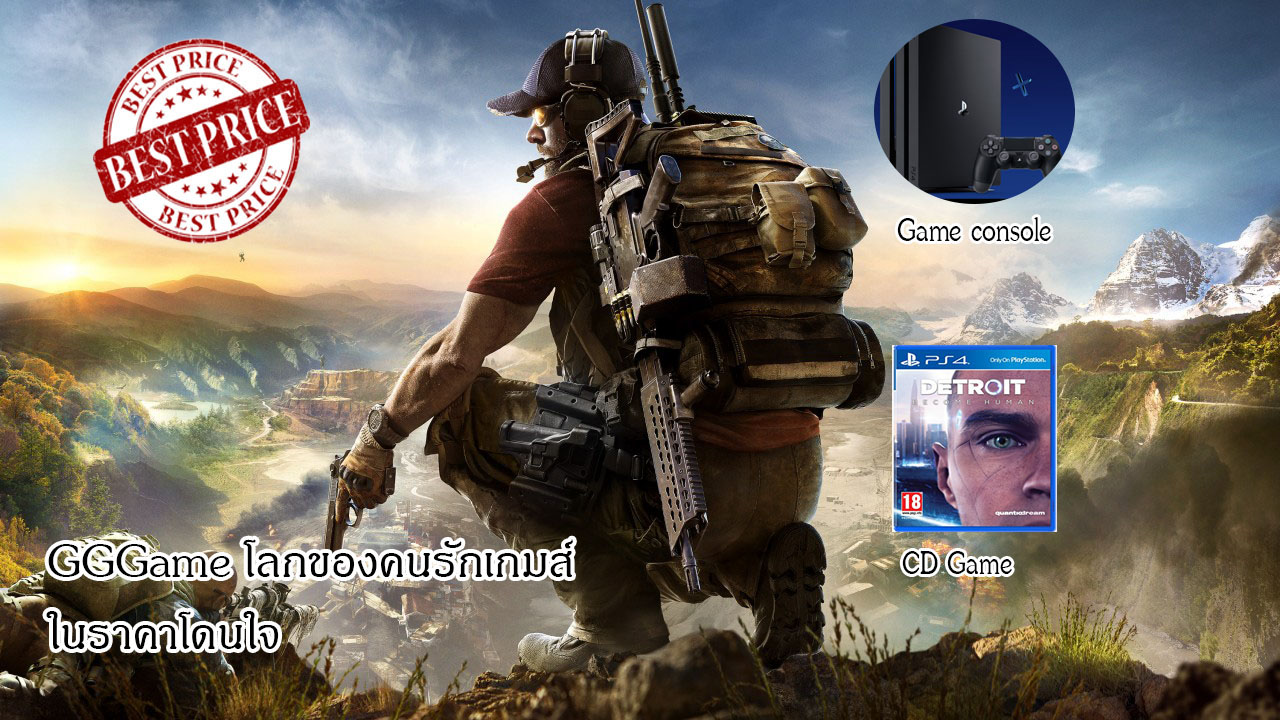 BEST PRICE
BEST PRICE
BEST PRICE
Game console
PS4
Only On PlayStation.
DETROIT
BECOME HUMAN
18
quanticdream
CD Game
GGGame โลกของคนรักเกมส์
ในราคาโดนใจ